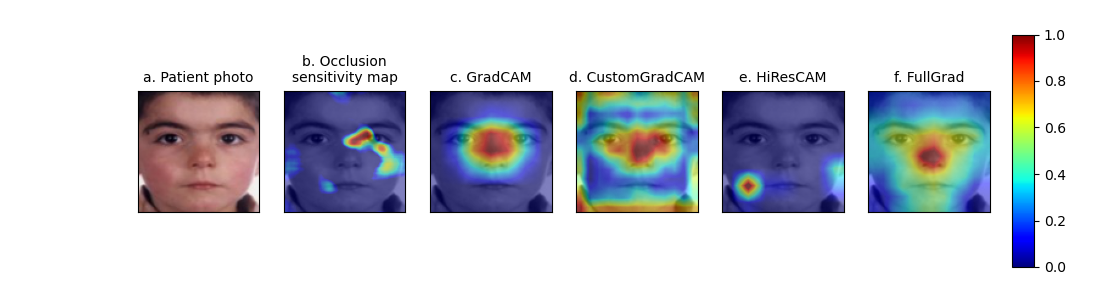 a. Patient photo
b. Occlusion
sensitivity map
c. GradCAM
d. CustomGradCAM
e. HiResCAM
f. FullGrad
1.0
0.8
0.6
0.4
0.2
0.0